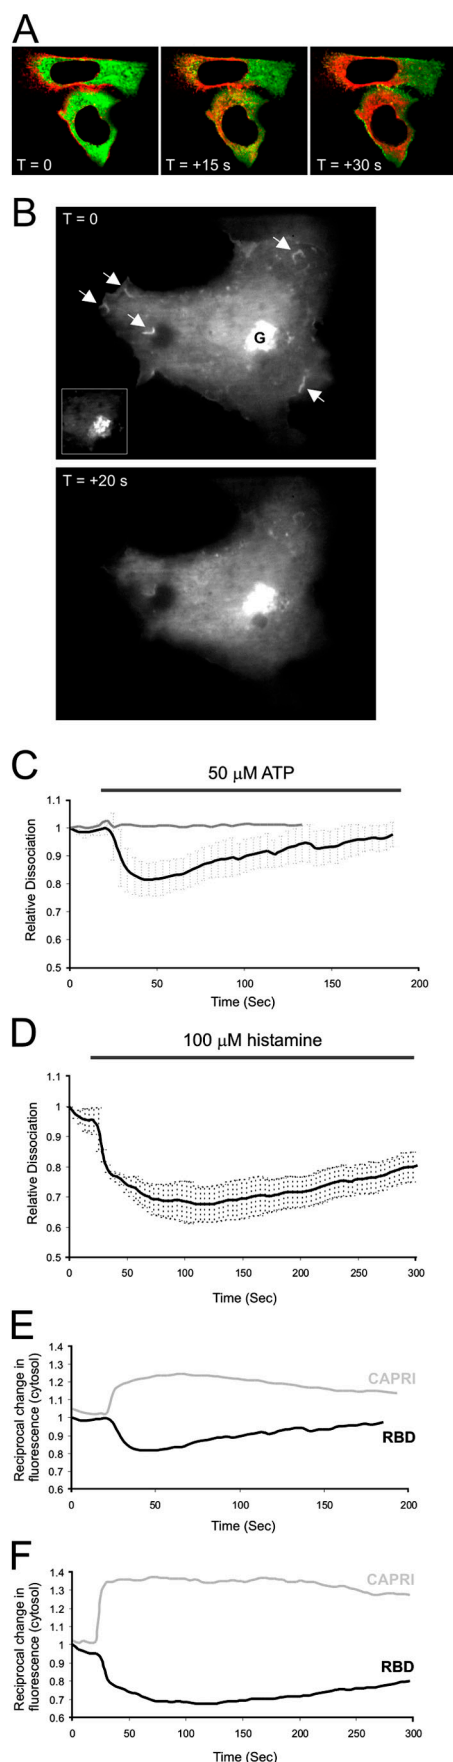 A
T = 0
T = +15 s
T = +30 s
B
T = 0
G
T = +20 s
C
50 μM ATP
Relative Dissociation
1.1
1
0.9
0.8
0.7
0.6
0.5
0
50
100
150
200
Time (Sec)
D
100 μM histamine
Relative Dissociation
1.1
1
0.9
0.8
0.7
0.6
0.5
0
50
100
150
200
250
300
Time (Sec)
E
Reciprocal change in
fluorescence (cytosol)
1.4
1.3
1.2
1.1
1
0.9
0.8
0.7
0.6
CAPRI
RBD
0
50
100
150
200
Time (Sec)
F
Reciprocal change in
fluorescence (cytosol)
1.4
1.3
1.2
1.1
1
0.9
0.8
0.7
0.6
CAPRI
RBD
0
50
100
150
200
250
300
Time (Sec)